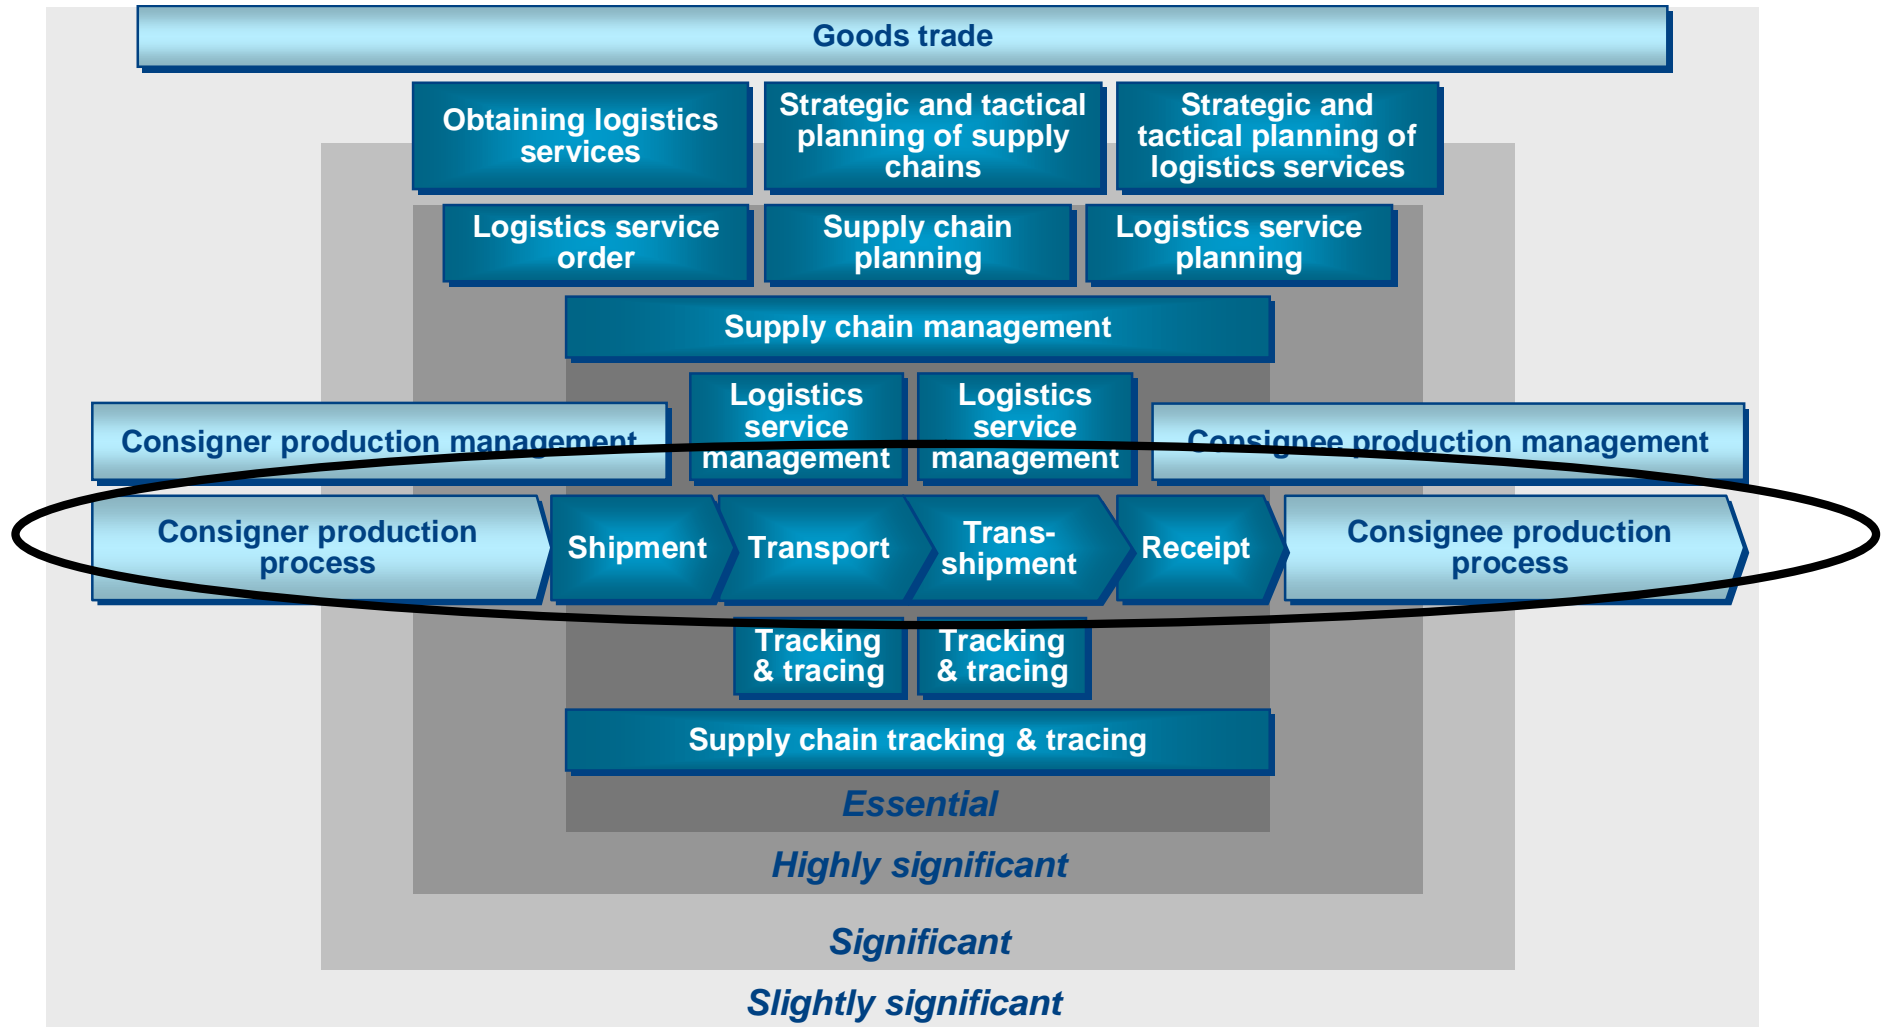 Goods trade
Obtaining logistics
services
Strategic and tactical
planning of supply
chains
Strategic and
tactical planning of
logistics services
Logistics service
order
Supply chain
planning
Logistics service
planning
Supply chain management
Consigner production management
Logistics
service
management
Logistics
service
management
Consignee production management
Consigner production
process
Shipment
Transport
Trans-
shipment
Receipt
Consignee production
process
Tracking
& tracing
Tracking
& tracing
Supply chain tracking & tracing
Essential
Highly significant
Significant
Slightly significant